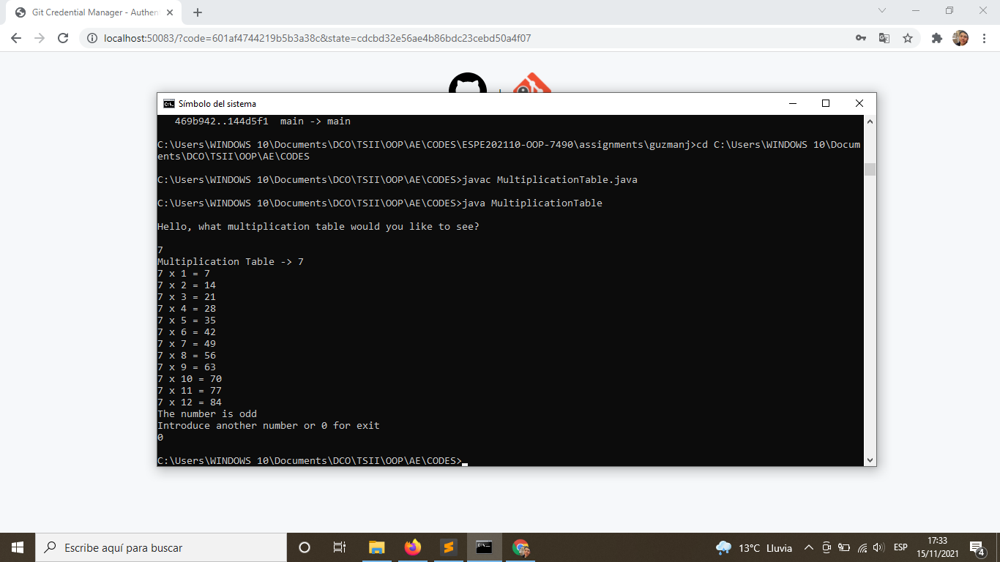 Git Credential Manager - Authen
localhost:50083/?code=601af4744219b5b3a38c&state=cdcbd32e56ae4b86bdc23cebd50a4f07
Símbolo del sistema
469b942..144d5f1  main -> main
C:\Users\WINDOWS 10\Documents\DCO\TSII\OOP\AE\CODES\ESPE202110-OOP-7490\assignments\guzmanj>cd C:\Users\WINDOWS 10\Docum
ents\DCO\TSII\OOP\AE\CODES
C:\Users\WINDOWS 10\Documents\DCO\TSII\OOP\AE\CODES>javac MultiplicationTable.java
C:\Users\WINDOWS 10\Documents\DCO\TSII\OOP\AE\CODES>java MultiplicationTable
Hello, what multiplication table would you like to see?
7
Multiplication Table -> 7
7 x 1 = 7
7 x 2 = 14
7 x 3 = 21
7 x 4 = 28
7 x 5 = 35
7 x 6 = 42
7 x 7 = 49
7 x 8 = 56
7 x 9 = 63
7 x 10 = 70
7 x 11 = 77
7 x 12 = 84
The number is odd
Introduce another number or 0 for exit
0
C:\Users\WINDOWS 10\Documents\DCO\TSII\OOP\AE\CODES>
Escribe aquí para buscar
13°C Lluvia
ESP
17:33
15/11/2021
4